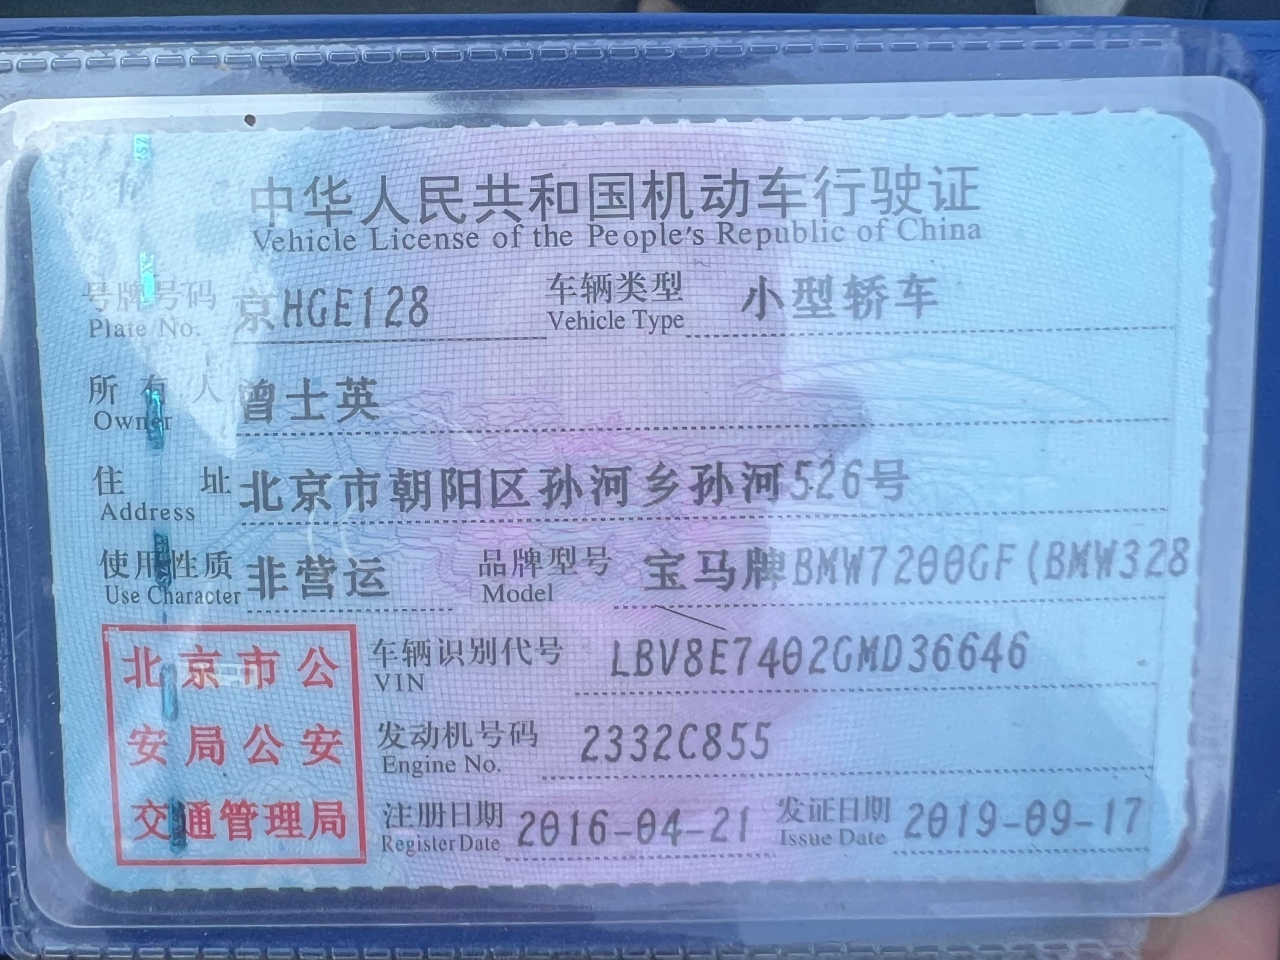 中华人民共和国机动车行驶证
Vehicle License of the People's Republic of China
号牌号码 京HGE128 车辆类型 小型轿车
Plate No. Vehicle Type
所有人 曾士英
Owner
住址 北京市朝阳区孙河乡孙河526号
Address
使用性质 非营运 品牌型号 宝马牌BMW7200GF(BMW328
Use Character Model
北京市公
安局公安
交通管理局
车辆识别代号 LBV8E7402GMD36646
VIN
发动机号码 2332C855
Engine No.
注册日期 2016-04-21 发证日期 2019-09-17
Register Date Issue Date